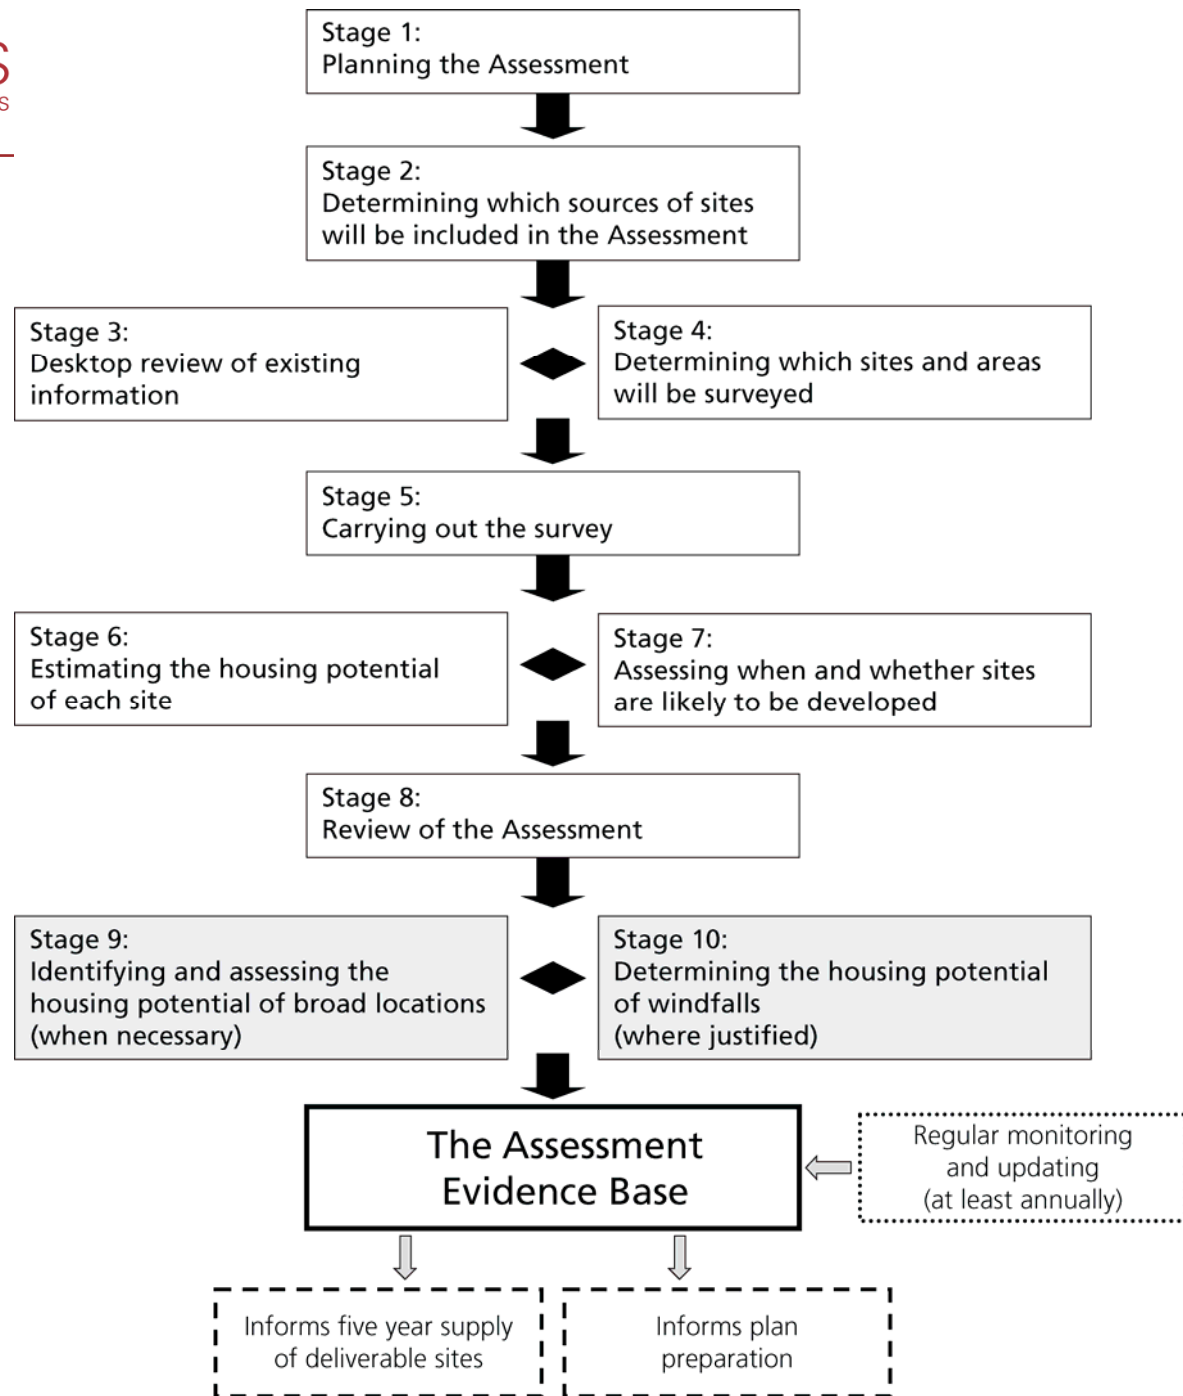 S
S
Stage 1:
Planning the Assessment
Stage 2:
Determining which sources of sites
will be included in the Assessment
Stage 3:
Desktop review of existing
information
Stage 4:
Determining which sites and areas
will be surveyed
Stage 5:
Carrying out the survey
Stage 6:
Estimating the housing potential
of each site
Stage 7:
Assessing when and whether sites
are likely to be developed
Stage 8:
Review of the Assessment
Stage 9:
Identifying and assessing the
housing potential of broad locations
(when necessary)
Stage 10:
Determining the housing potential
of windfalls
(where justified)
The Assessment
Evidence Base
Regular monitoring
and updating
(at least annually)
Informs five year supply
of deliverable sites
Informs plan
preparation